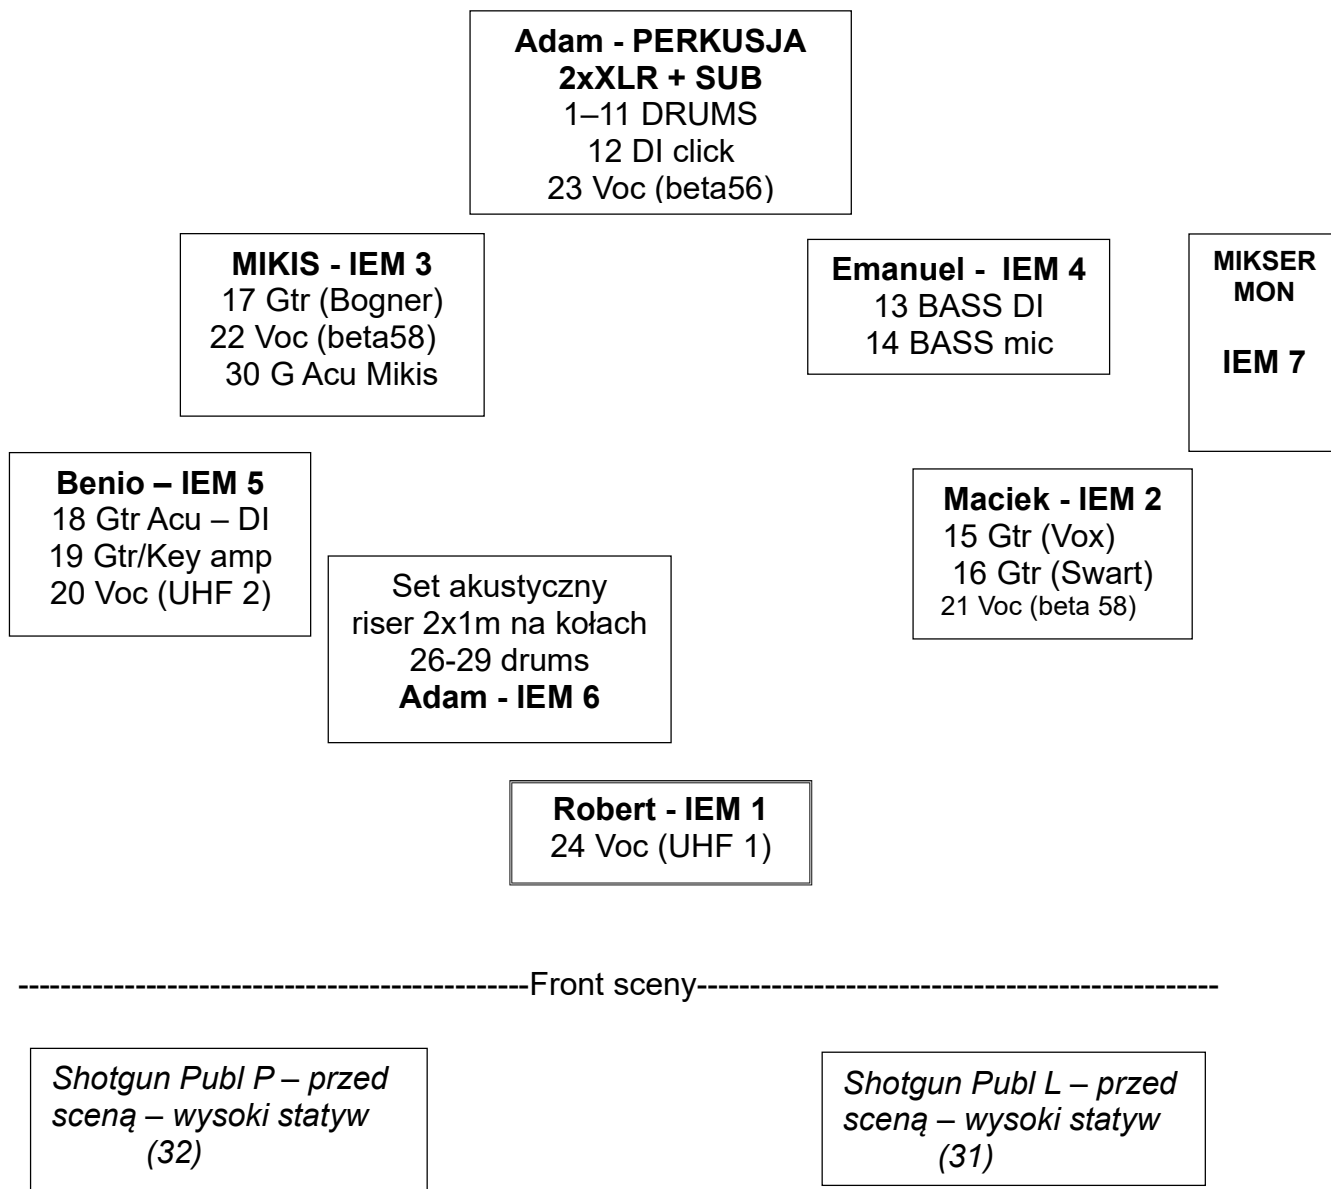 Adam - PERKUSJA
2xXLR + SUB
1–11 DRUMS
12 DI click
23 Voc (beta56)
MIKIS - IEM 3
17 Gtr (Bogner)
22 Voc (beta58)
30 G Acu Mikis
Emanuel - IEM 4
13 BASS DI
14 BASS mic
MIKSER
MON
IEM 7
Benio – IEM 5
18 Gtr Acu – DI
19 Gtr/Key amp
20 Voc (UHF 2)
Set akustyczny
riser 2x1m na kołach
26-29 drums
Adam - IEM 6
Maciek - IEM 2
15 Gtr (Vox)
16 Gtr (Swart)
21 Voc (beta 58)
Robert - IEM 1
24 Voc (UHF 1)
------------------------------------------------Front sceny-------------------------------------------------
Shotgun Publ P – przed
sceną – wysoki statyw
(32)
Shotgun Publ L – przed
sceną – wysoki statyw
(31)